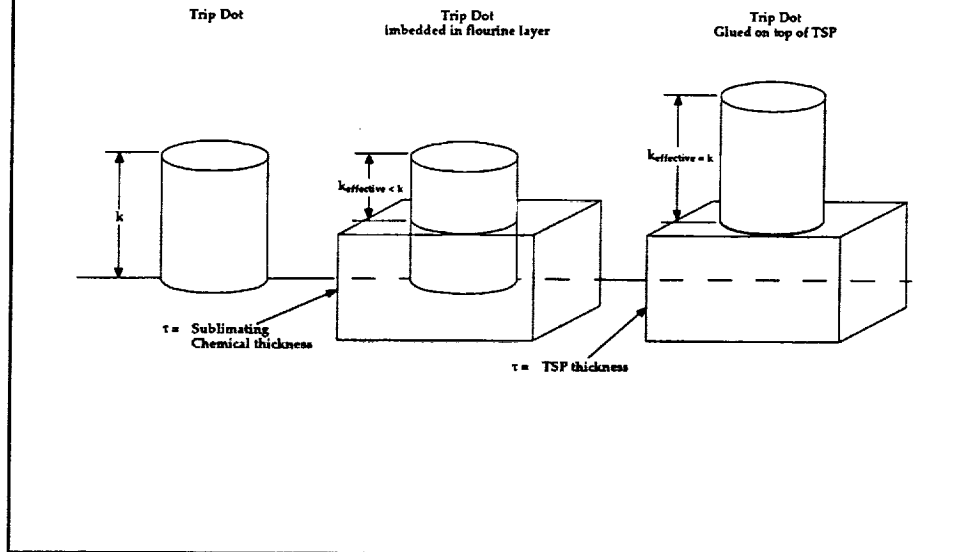 Trip Dot
Trip Dot
Imbedded in flourine layer
Trip Dot
Glued on top of TSP
k
keffective < k
keffective = k
τ = Sublimating
Chemical thickness
τ = TSP thickness